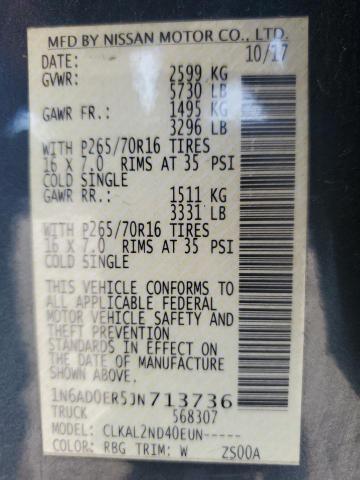 MFD BY NISSAN MOTOR CO., LTD.
DATE: 10/17
GVWR: 2599 KG
5730 LB
GAWR FR.: 1495 KG
3296 LB
WITH P265/70R16 TIRES
16 X 7.0 RIMS AT 35 PSI
COLD SINGLE
GAWR RR.: 1511 KG
3331 LB
WITH P265/70R16 TIRES
16 X 7.0 RIMS AT 35 PSI
COLD SINGLE
THIS VEHICLE CONFORMS TO
ALL APPLICABLE FEDERAL
MOTOR VEHICLE SAFETY AND
THEFT PREVENTION
STANDARDS IN EFFECT ON
THE DATE OF MANUFACTURE
SHOWN ABOVE.
1N6AD0ER5JN713736
TRUCK 568307
MODEL: CLKAL2ND40EUN-----
COLOR: RBG TRIM: W ZS00A